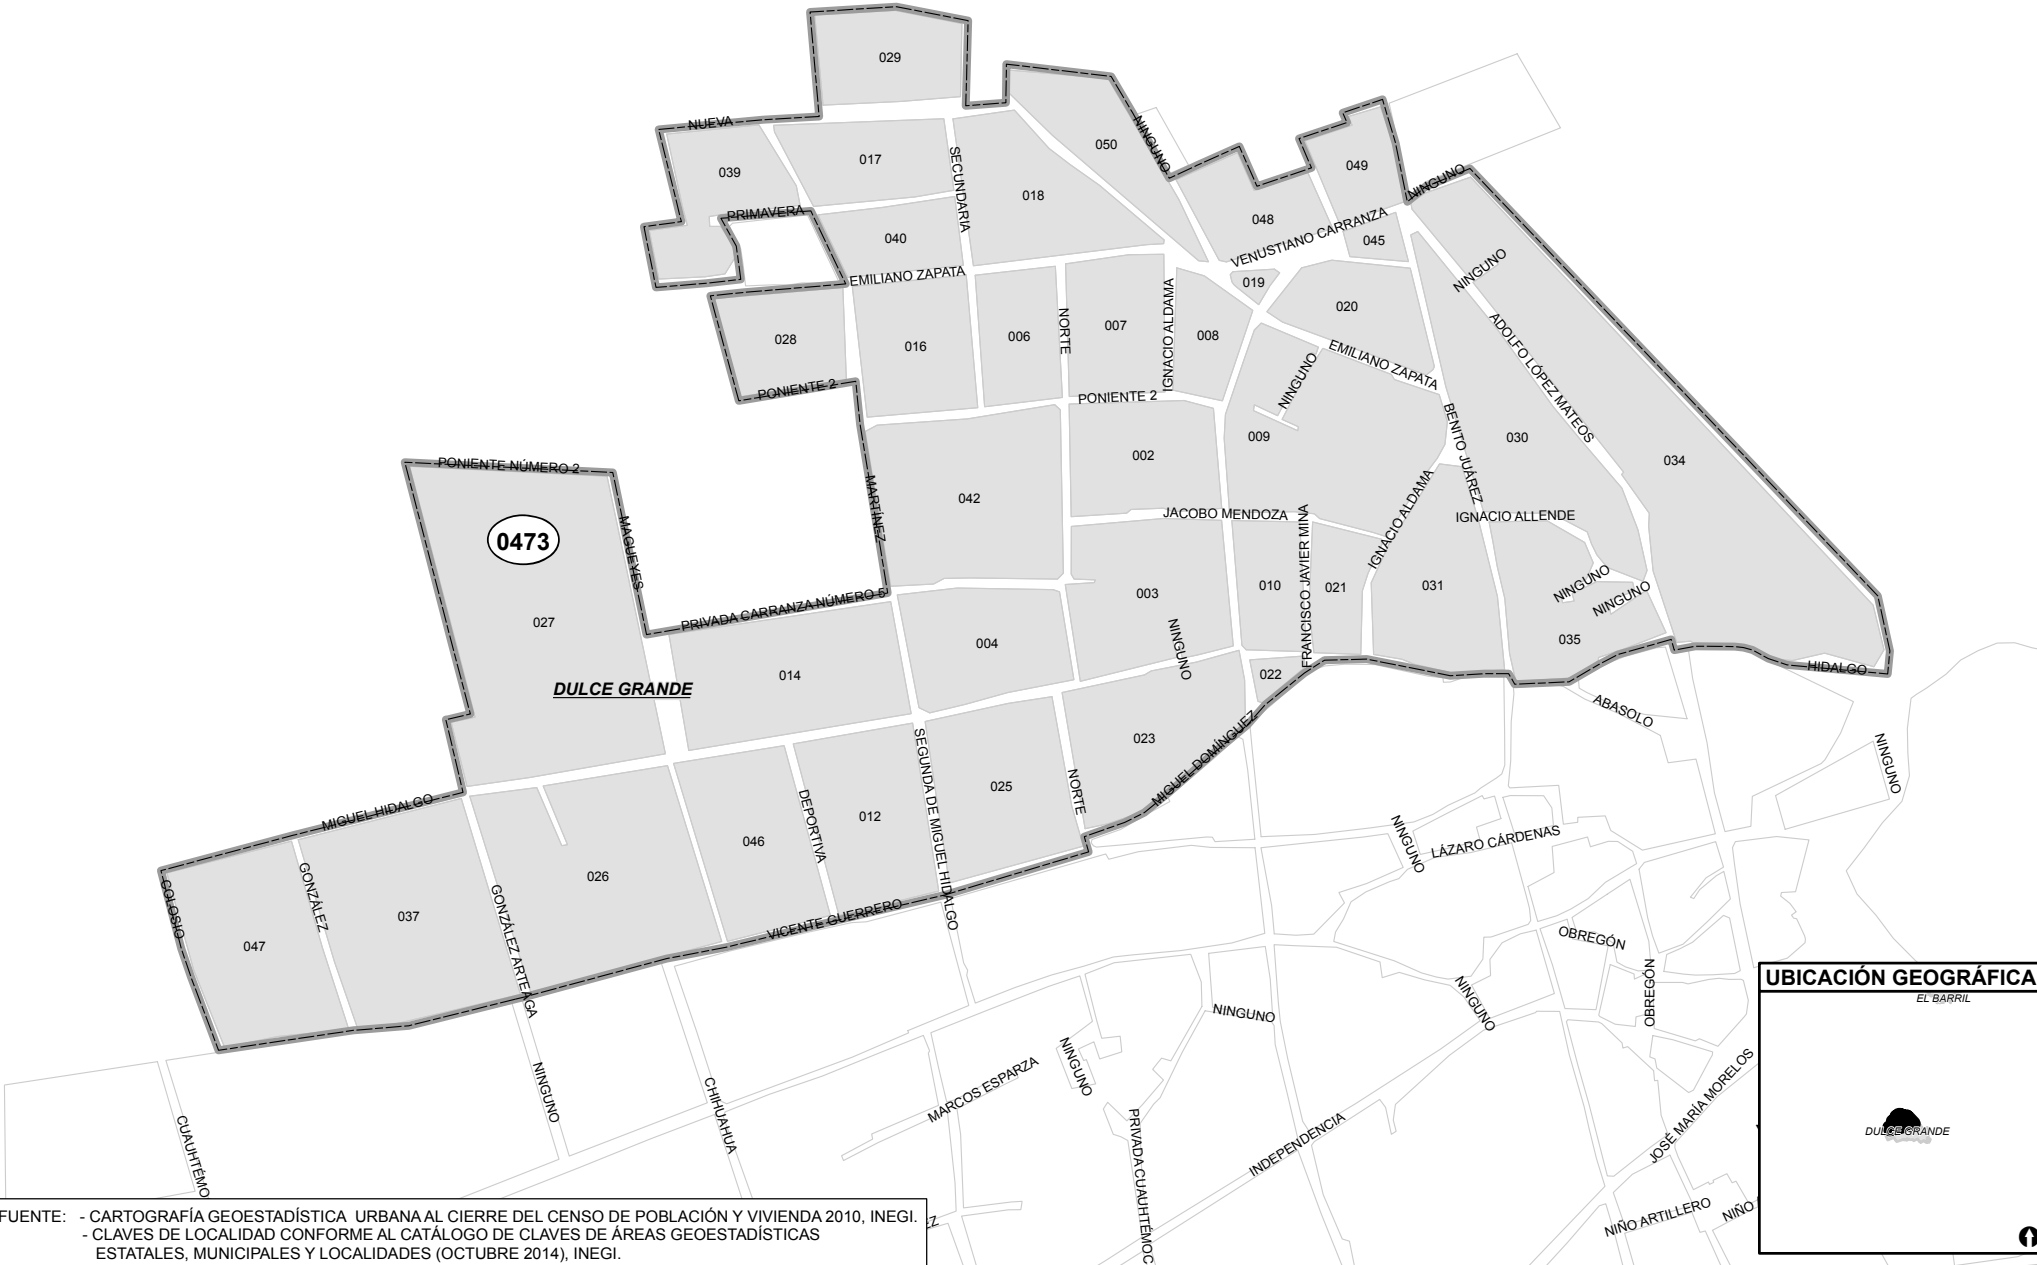 029
NUEVA
039
017
SECUNDARIA
018
050
NINGUNO
049
NINGUNO
048
VENUSTIANO CARRANZA
045
PRIMAVERA
040
EMILIANO ZAPATA
019
020
NINGUNO
028
PONIENTE 2
016
006
NORTE
007
IGNACIO ALDAMA
008
EMILIANO ZAPATA
NINGUNO
ADOLFO LÓPEZ MATEOS
PONIENTE 2
009
002
BENITO JUÁREZ
030
034
PONIENTE NÚMERO 2
0473
MAGUEYES
MARTÍNEZ
042
JACOBO MENDOZA
FRANCISCO JAVIER MINA
IGNACIO ALDAMA
IGNACIO ALLENDE
027
PRIVADA CARRANZA NÚMERO 5
003
010
021
031
NINGUNO
NINGUNO
035
004
NINGUNO
014
DULCE GRANDE
022
HIDALGO
ABASOLO
023
MIGUEL DOMÍNGUEZ
NORTE
025
SEGUNDA DE MIGUEL HIDALGO
012
DEPORTIVA
046
MIGUEL HIDALGO
026
GONZÁLEZ
037
GONZÁLEZ ARTEAGA
COLOSIO
047
VICENTE GUERRERO
NINGUNO
NINGUNO
LÁZARO CÁRDENAS
OBREGÓN
OBREGÓN
NINGUNO
NINGUNO
NINGUNO
MARCOS ESPARZA
NINGUNO
CHIHUAHUA
CUAUHTÉMO
PRIVADA CUAUHTÉMOC
INDEPENDENCIA
JOSÉ MARÍA MORELOS
NIÑO ARTILLERO
NIÑO
EZ
UBICACIÓN GEOGRÁFICA
EL BARRIL
DULCE GRANDE
FUENTE: - CARTOGRAFÍA GEOESTADÍSTICA URBANA AL CIERRE DEL CENSO DE POBLACIÓN Y VIVIENDA 2010, INEGI.
- CLAVES DE LOCALIDAD CONFORME AL CATÁLOGO DE CLAVES DE ÁREAS GEOESTADÍSTICAS
ESTATALES, MUNICIPALES Y LOCALIDADES (OCTUBRE 2014), INEGI.